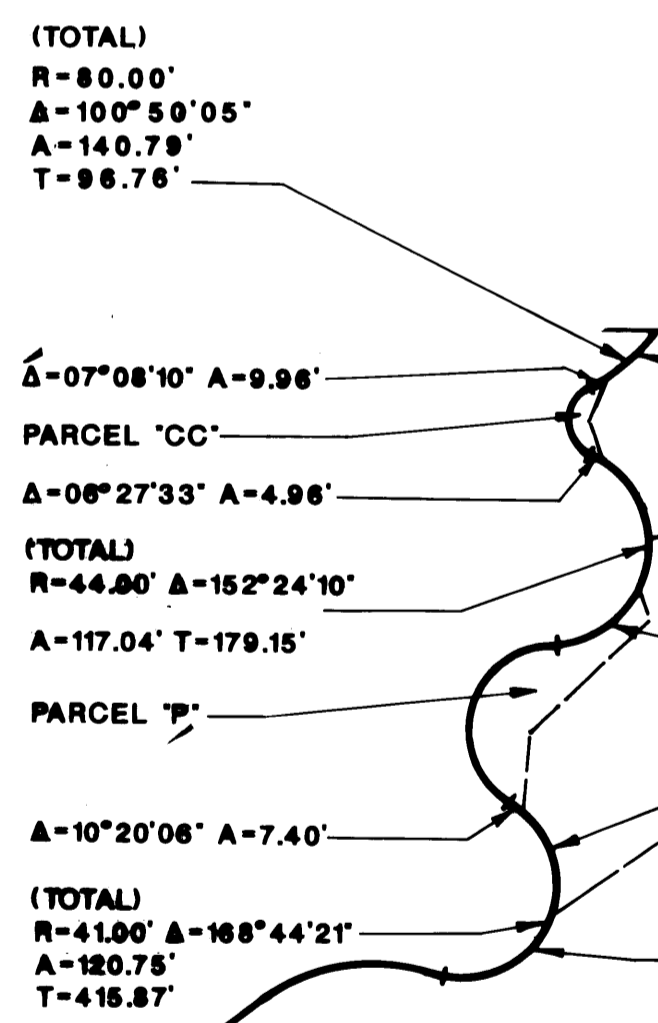 (TOTAL)
R=80.00'
Δ=100°50'05"
A=140.79'
T=96.76'
Δ=07°08'10" A=9.96'
PARCEL "CC"
Δ=06°27'33" A=4.96'
(TOTAL)
R=44.00' Δ=152°24'10"
A=117.04' T=179.15'
PARCEL "P"
Δ=10°20'06" A=7.40'
(TOTAL)
R=41.00' Δ=168°44'21"
A=120.75'
T=415.87'